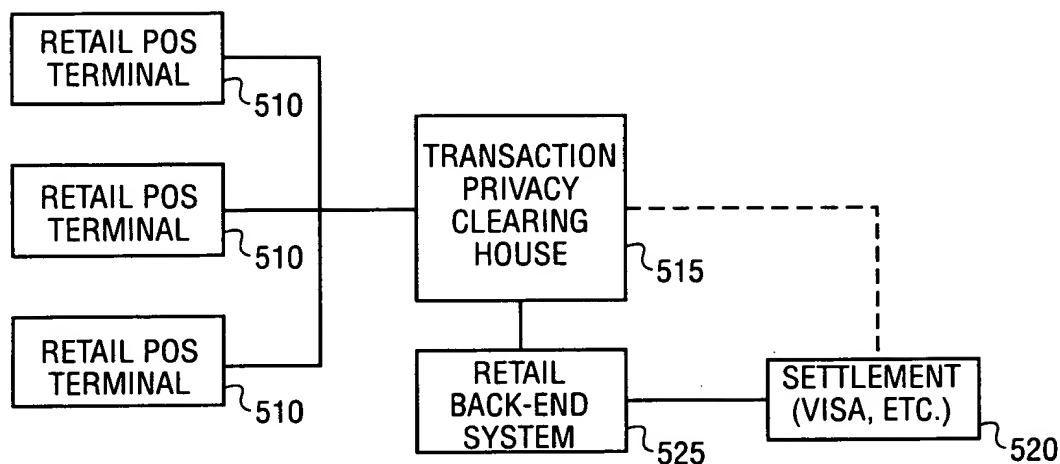 RETAIL POS
TERMINAL
510
RETAIL POS
TERMINAL
510
RETAIL POS
TERMINAL
510
TRANSACTION
PRIVACY
CLEARING
HOUSE
515
RETAIL
BACK-END
SYSTEM
525
SETTLEMENT
(VISA, ETC.)
520